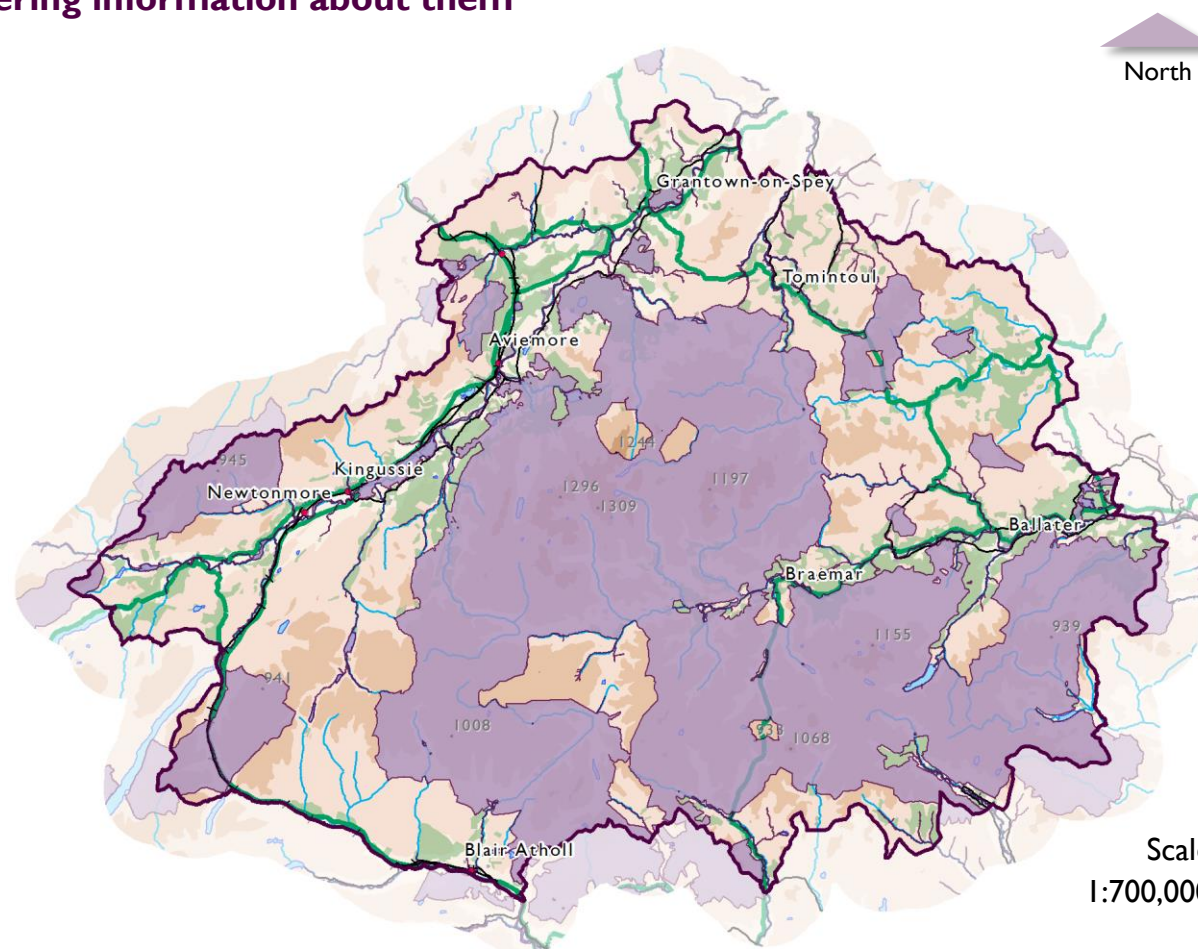 ering information about them
North
Grantown-on-Spey
Tomintoul
Aviemore
1244
945
Kingussie
1296
1197
Newtonmore
1309
Ballater
Braemar
1155
939
941
1008
933
1068
Blair Atholl
Scale
1:700,000